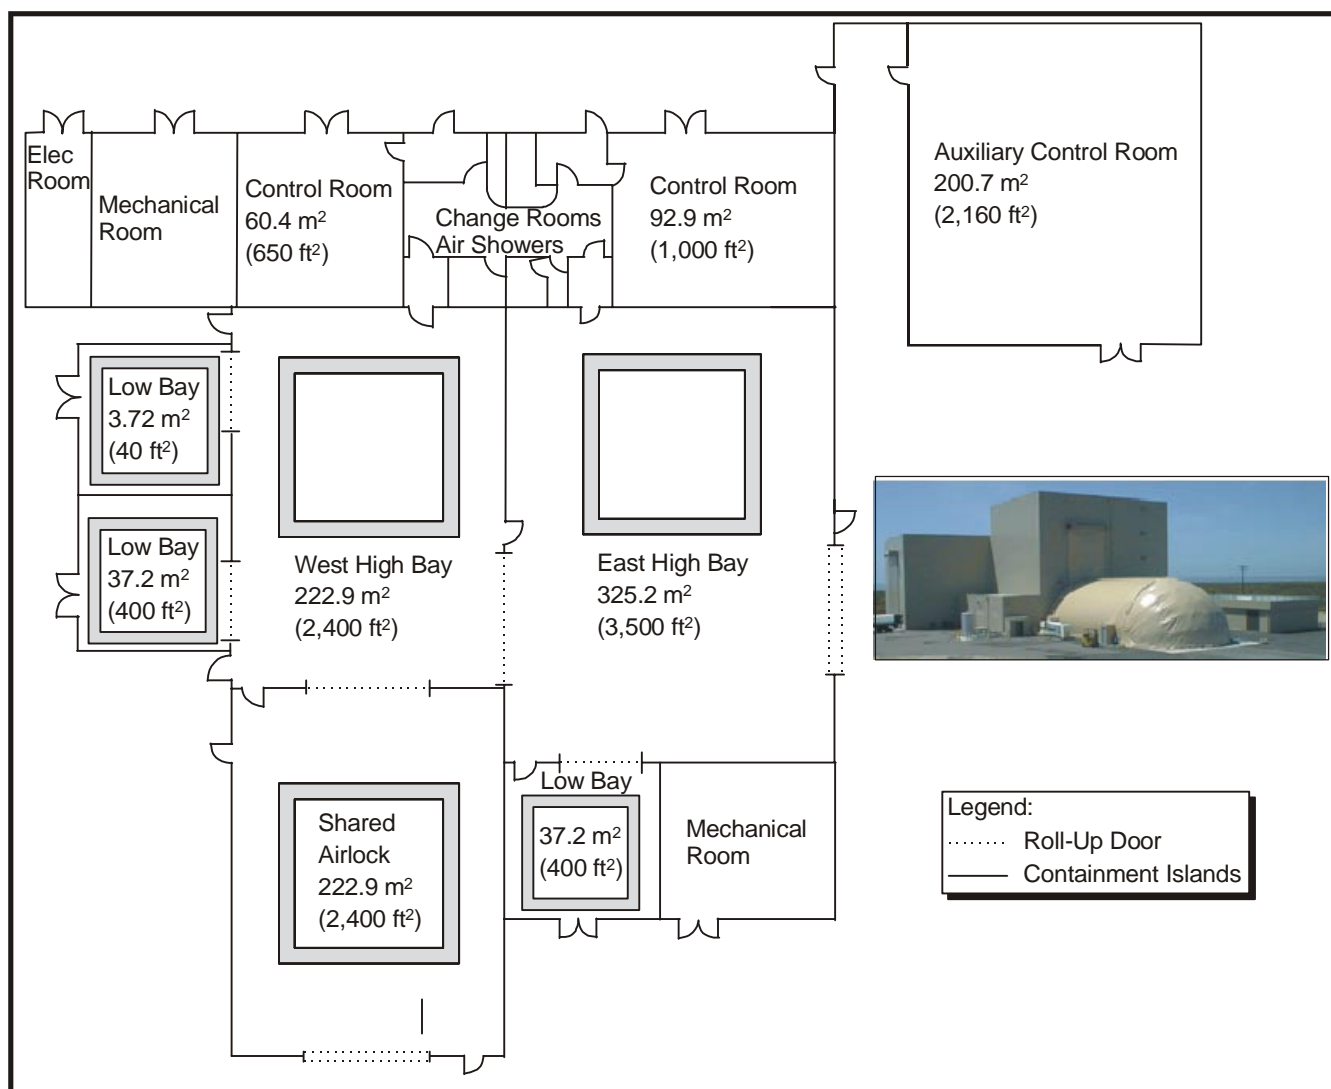 Elec
Room
Mechanical
Room
Control Room
60.4 m²
(650 ft²)
Change Rooms
Air Showers
Control Room
92.9 m²
(1,000 ft²)
Auxiliary Control Room
200.7 m²
(2,160 ft²)
Low Bay
3.72 m²
(40 ft²)
Low Bay
37.2 m²
(400 ft²)
West High Bay
222.9 m²
(2,400 ft²)
East High Bay
325.2 m²
(3,500 ft²)
Shared
Airlock
222.9 m²
(2,400 ft²)
Low Bay
37.2 m²
(400 ft²)
Mechanical
Room
Legend:
Roll-Up Door
Containment Islands